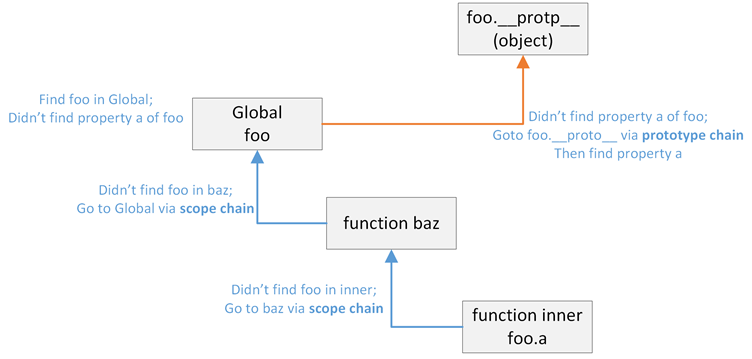 foo.__protp__
(object)
Find foo in Global;
Didn't find property a of foo
Global
foo
Didn't find property a of foo;
Goto foo.__proto__ via prototype chain
Then find property a
Didn't find foo in baz;
Go to Global via scope chain
function baz
Didn't find foo in inner;
Go to baz via scope chain
function inner
foo.a